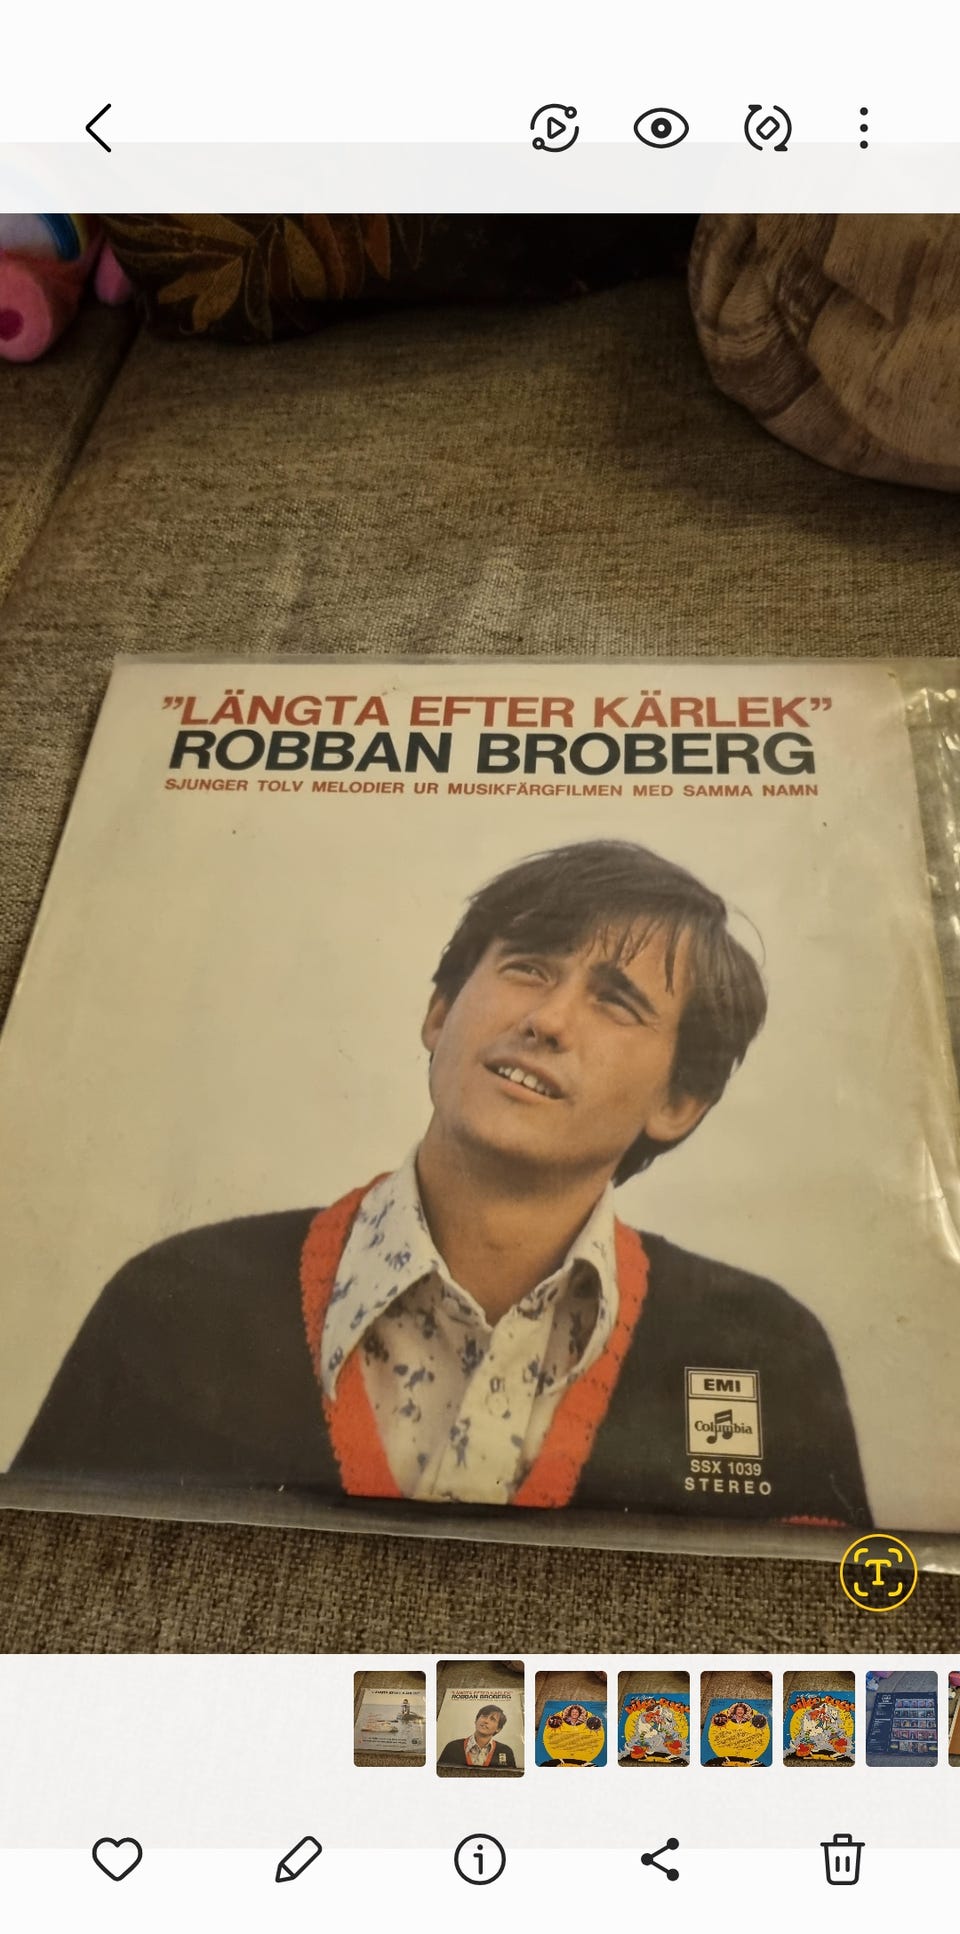 "LÄNGTA EFTER KÄRLEK"
ROBBAN BROBERG
SJUNGER TOLV MELODIER UR MUSIKFÄRGFILMEN MED SAMMA NAMN
EMI
Columbia
SSX 1039
STEREO
T